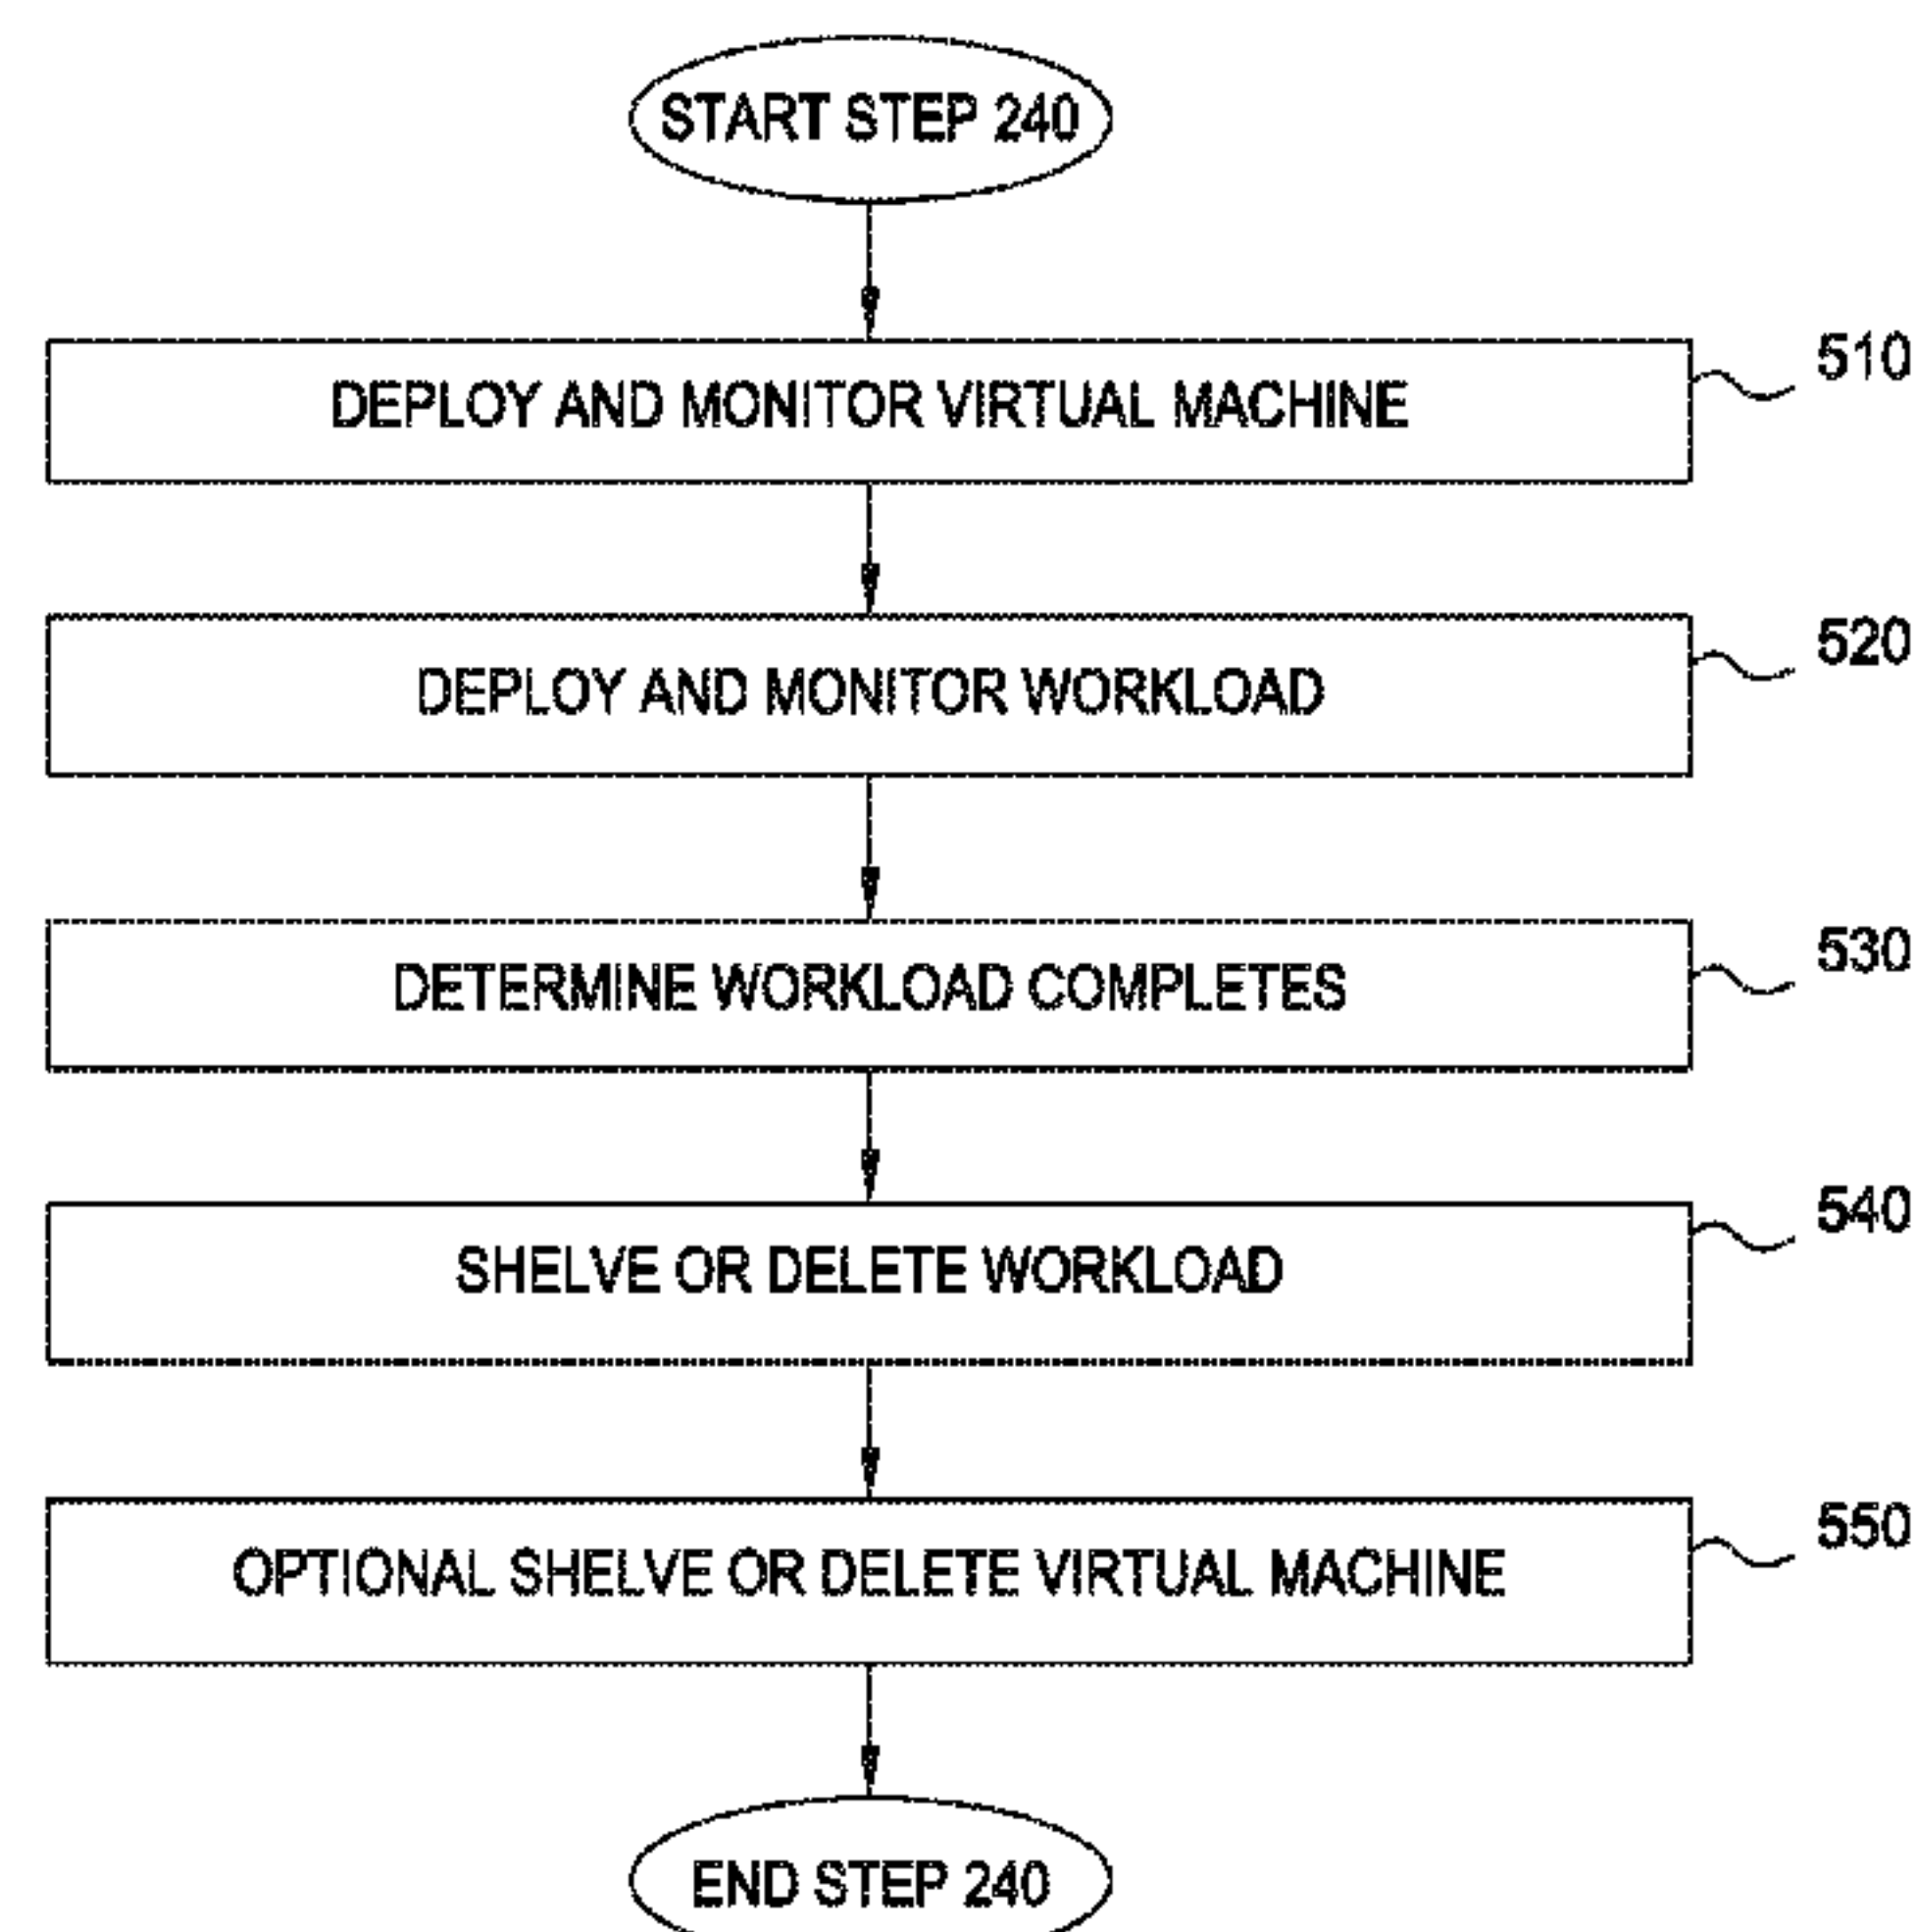 START STEP 240
DEPLOY AND MONITOR VIRTUAL MACHINE
510
DEPLOY AND MONITOR WORKLOAD
520
DETERMINE WORKLOAD COMPLETES
530
SHELVE OR DELETE WORKLOAD
540
OPTIONAL SHELVE OR DELETE VIRTUAL MACHINE
550
END STEP 240